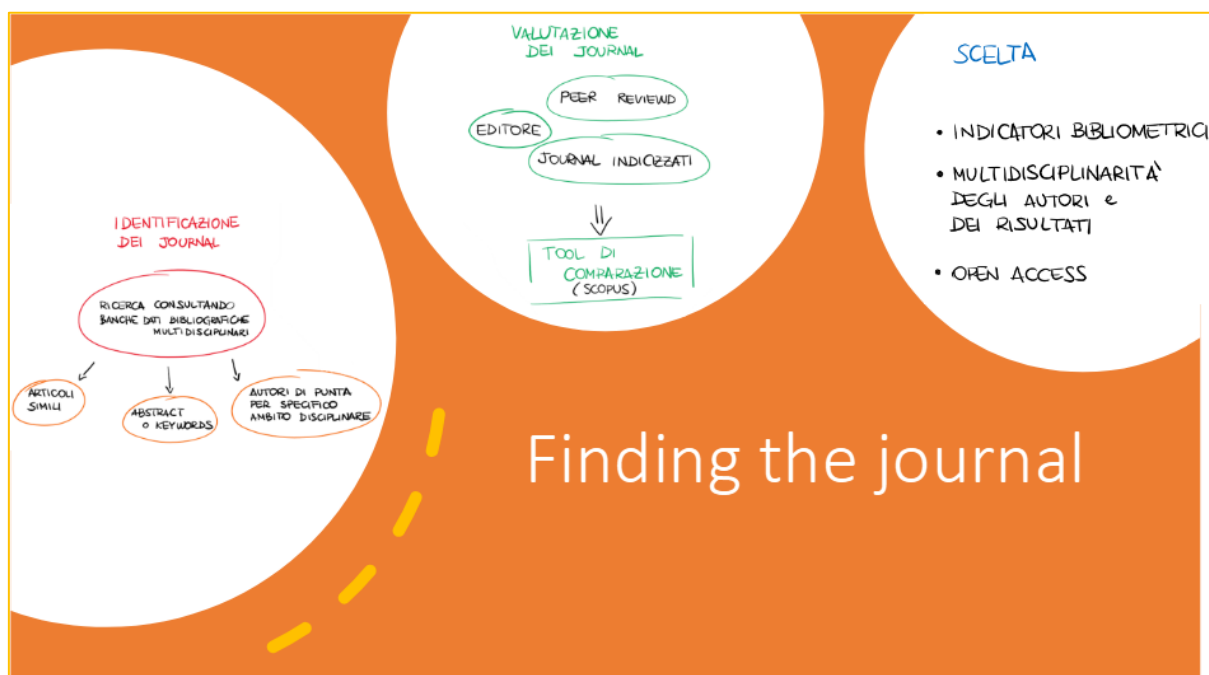 IDENTIFICAZIONE
DEI JOURNAL
RICERCA CONSULTANDO
BANCHE DATI BIBLIOGRAFICHE
MULTIDISCIPLINARI
ARTICOLI
SIMILI
ABSTRACT
O KEYWORDS
AUTORI DI PUNTA
PER SPECIFICO
AMBITO DISCIPLINARE
VALUTAZIONE
DEI JOURNAL
PEER REVIEWD
EDITORE
JOURNAL INDICIZZATI
TOOL DI
COMPARAZIONE
(SCOPUS)
SCELTA
• INDICATORI BIBLIOMETRICI
• MULTIDISCIPLINARITA'
DEGLI AUTORI e
DEI RISULTATI
• OPEN ACCESS
Finding the journal